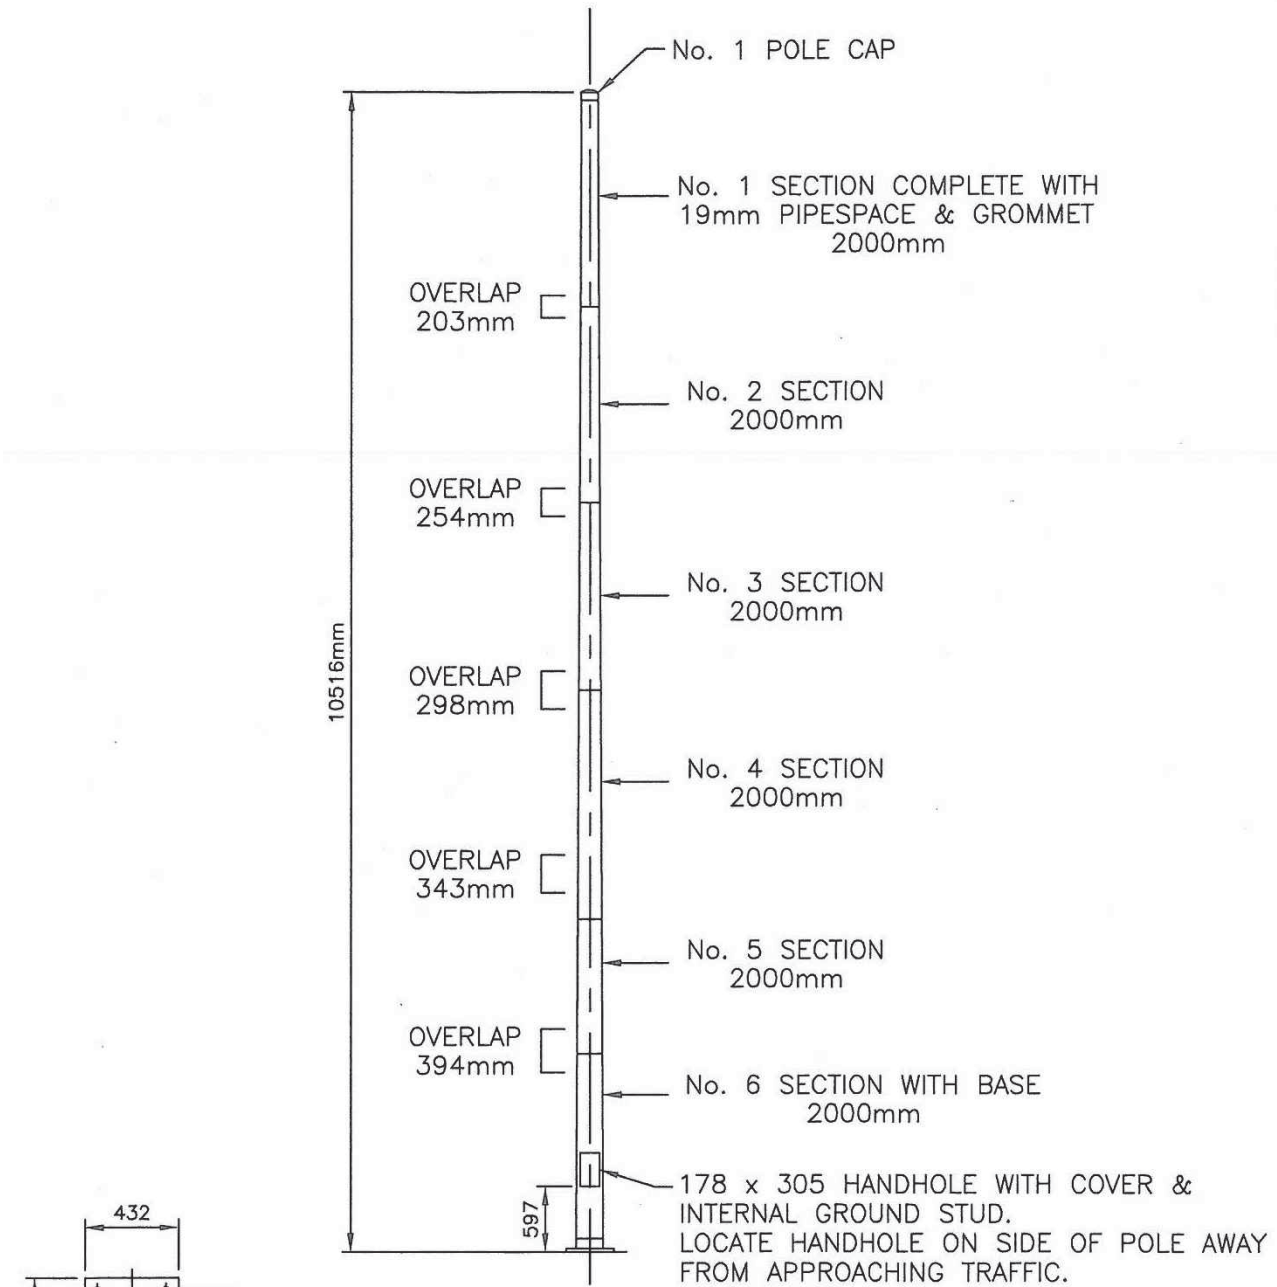 No. 1 POLE CAP
No. 1 SECTION COMPLETE WITH
19mm PIPESPACE & GROMMET
2000mm
OVERLAP
203mm
No. 2 SECTION
2000mm
OVERLAP
254mm
No. 3 SECTION
2000mm
10516mm
OVERLAP
298mm
No. 4 SECTION
2000mm
OVERLAP
343mm
No. 5 SECTION
2000mm
OVERLAP
394mm
No. 6 SECTION WITH BASE
2000mm
597
178 x 305 HANDHOLE WITH COVER &
INTERNAL GROUND STUD.
LOCATE HANDHOLE ON SIDE OF POLE AWAY
FROM APPROACHING TRAFFIC.
432